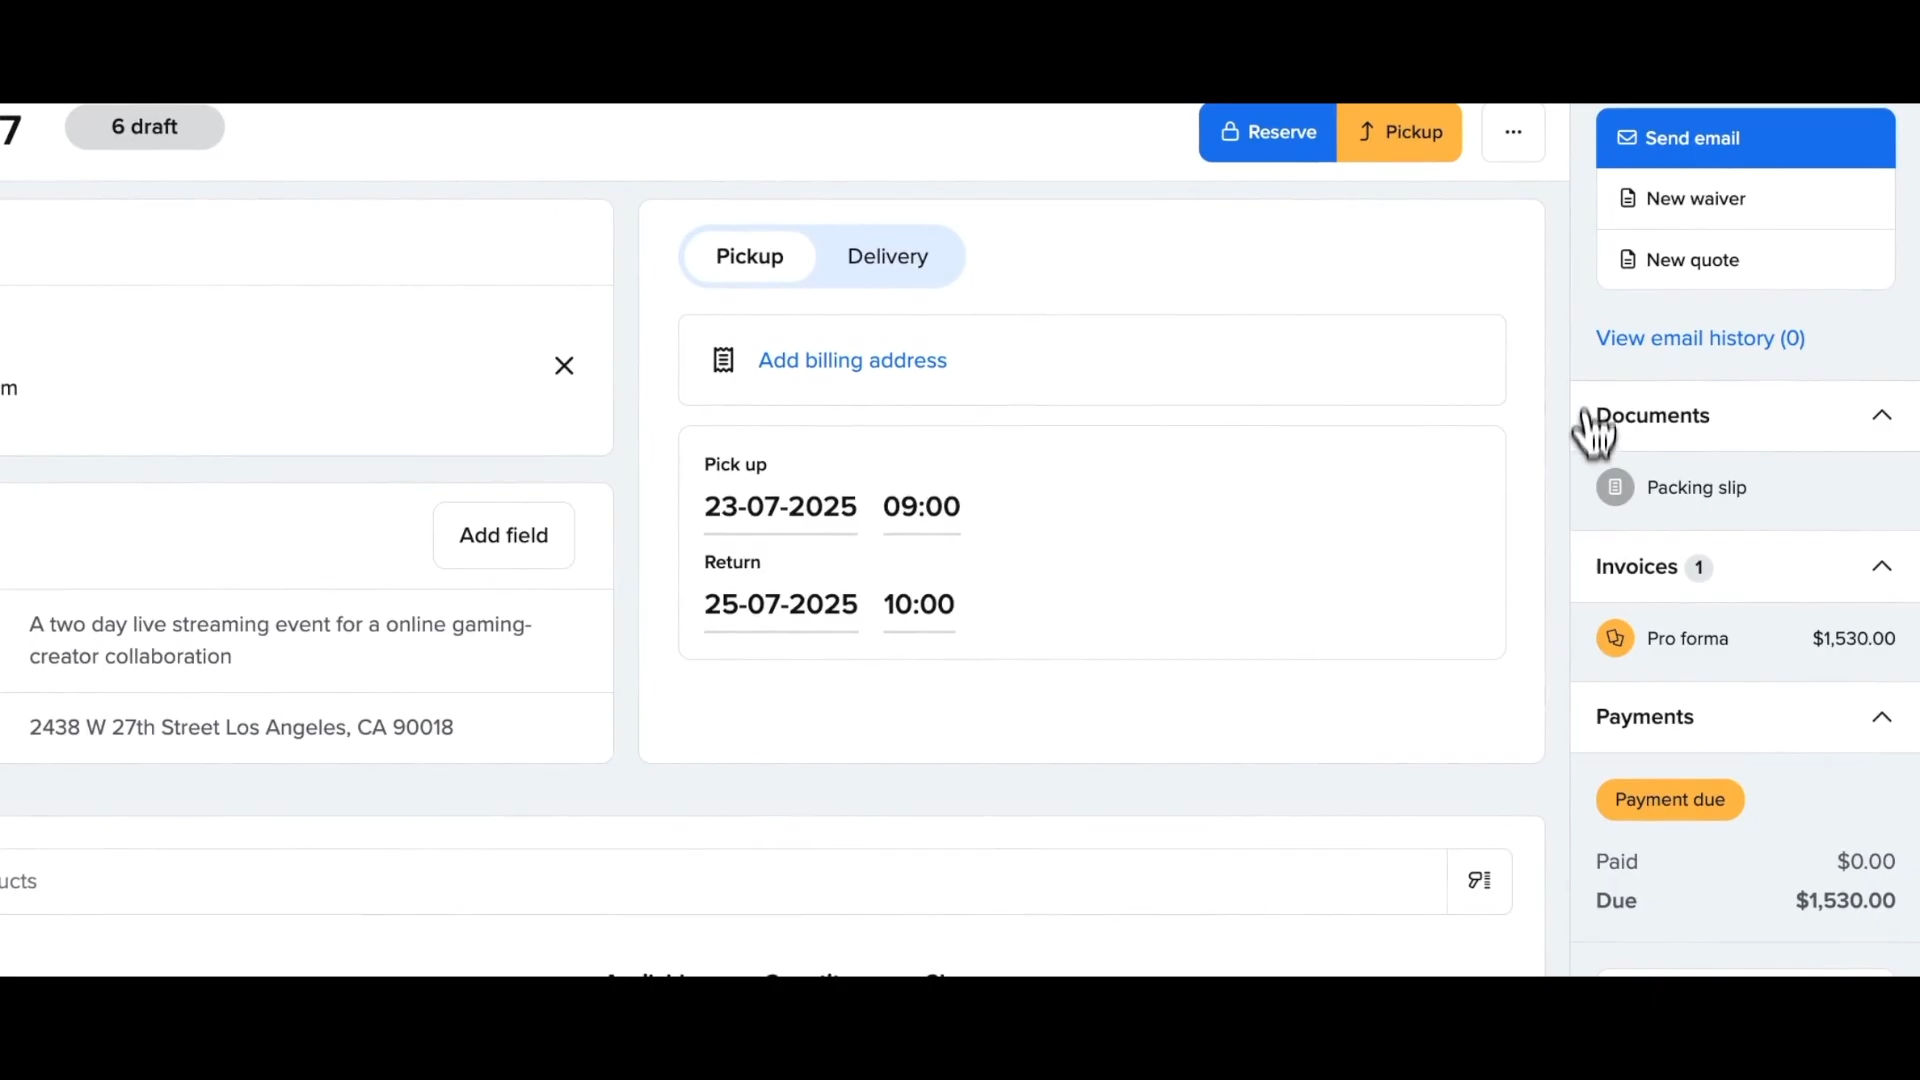 7
6 draft
Reserve
Pickup
...
Send email
New waiver
New quote
View email history (0)
Pickup
Delivery
m
Add billing address
Documents
Packing slip
Pick up
23-07-2025 09:00
Return
25-07-2025 10:00
Add field
A two day live streaming event for a online gaming-
creator collaboration
2438 W 27th Street Los Angeles, CA 90018
Invoices 1
Pro forma $1,530.00
Payments
Payment due
Paid $0.00
Due $1,530.00
ucts